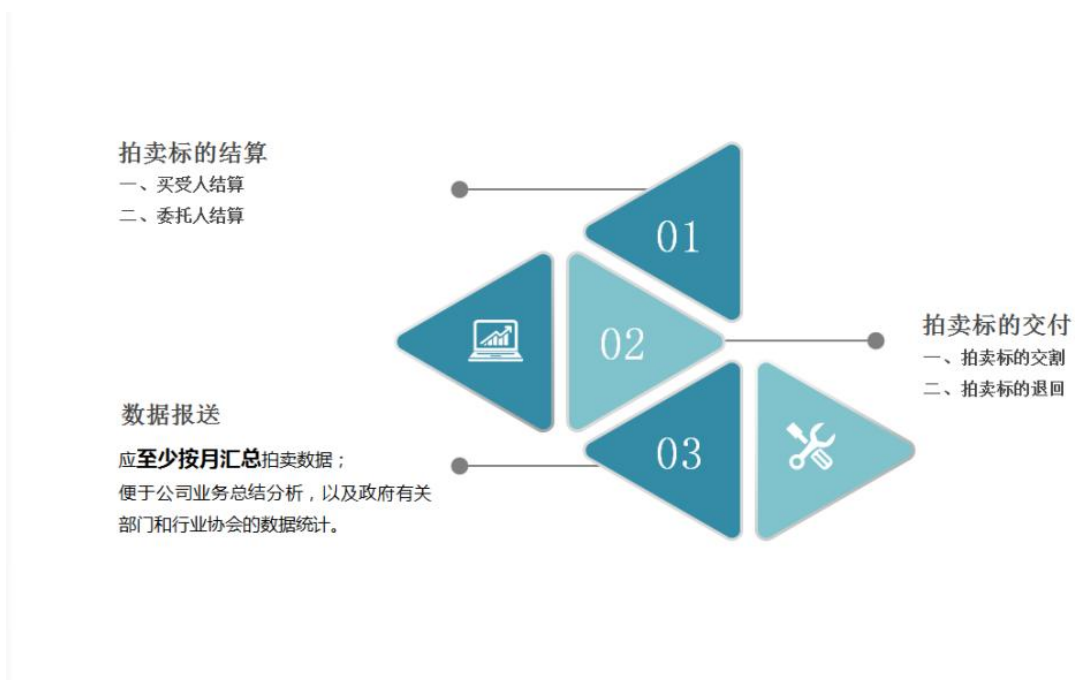 拍卖标的结算
一、买受人结算
二、委托人结算
01
02
拍卖标的交付
一、拍卖标的交割
二、拍卖标的退回
数据报送
应至少按月汇总拍卖数据；
便于公司业务总结分析，以及政府有关
部门和行业协会的数据统计。
03